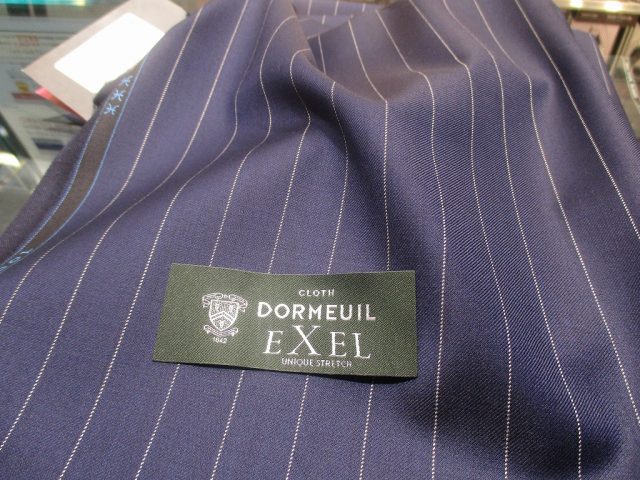 CLOTH
DORMEUIL
EXEL
UNIQUE STRETCH
1842